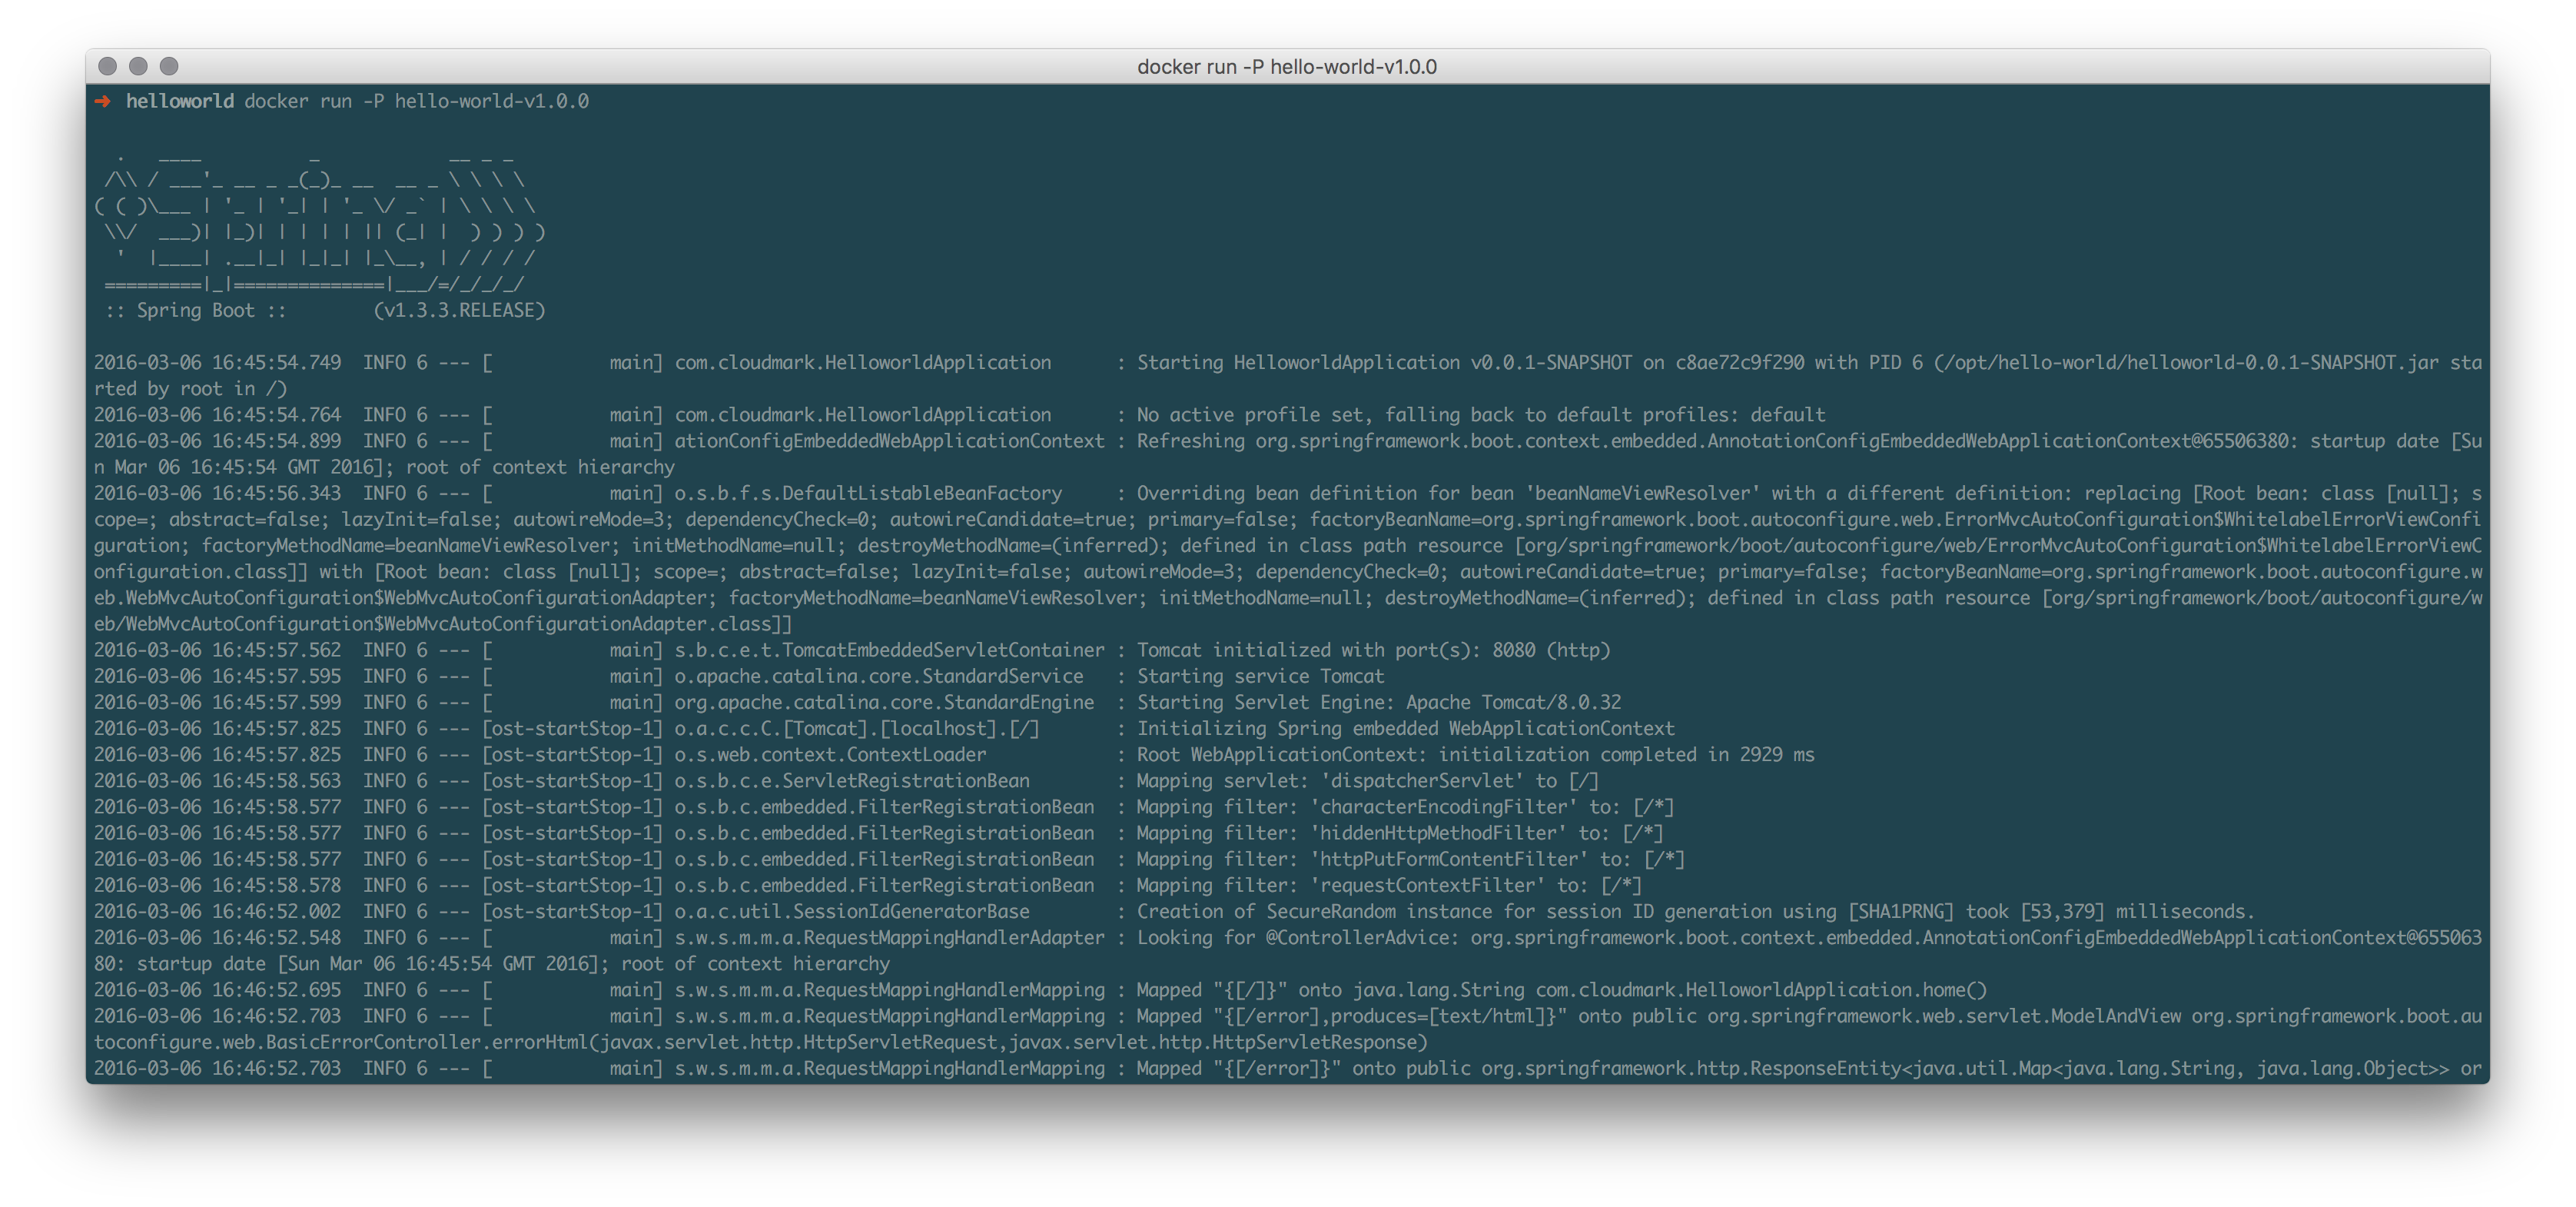 docker run -P hello-world-v1.0.0
➜ helloworld docker run -P hello-world-v1.0.0
  .   ____          _            __ _ _
 /\\ / ___'_ __ _ _(_)_ __  __ _ \ \ \ \
( ( )\___ | '_ | '_| | '_ \/ _` | \ \ \ \
 \\/  ___)| |_)| | | | | || (_| |  ) ) ) )
  '  |____| .__|_| |_|_| |_\__, | / / / /
 =========|_|==============|___/=/_/_/_/
 :: Spring Boot ::        (v1.3.3.RELEASE)
2016-03-06 16:45:54.749  INFO 6 --- [           main] com.cloudmark.HelloworldApplication      : Starting HelloworldApplication v0.0.1-SNAPSHOT on c8ae72c9f290 with PID 6 (/opt/hello-world/helloworld-0.0.1-SNAPSHOT.jar sta
rted by root in /)
2016-03-06 16:45:54.764  INFO 6 --- [           main] com.cloudmark.HelloworldApplication      : No active profile set, falling back to default profiles: default
2016-03-06 16:45:54.899  INFO 6 --- [           main] ationConfigEmbeddedWebApplicationContext : Refreshing org.springframework.boot.context.embedded.AnnotationConfigEmbeddedWebApplicationContext@65506380: startup date [Su
n Mar 06 16:45:54 GMT 2016]; root of context hierarchy
2016-03-06 16:45:56.343  INFO 6 --- [           main] o.s.b.f.s.DefaultListableBeanFactory     : Overriding bean definition for bean 'beanNameViewResolver' with a different definition: replacing [Root bean: class [null]; s
cope=; abstract=false; lazyInit=false; autowireMode=3; dependencyCheck=0; autowireCandidate=true; primary=false; factoryBeanName=org.springframework.boot.autoconfigure.web.ErrorMvcAutoConfiguration$WhitelabelErrorViewConfi
guration; factoryMethodName=beanNameViewResolver; initMethodName=null; destroyMethodName=(inferred); defined in class path resource [org/springframework/boot/autoconfigure/web/ErrorMvcAutoConfiguration$WhitelabelErrorViewC
onfiguration.class]] with [Root bean: class [null]; scope=; abstract=false; lazyInit=false; autowireMode=3; dependencyCheck=0; autowireCandidate=true; primary=false; factoryBeanName=org.springframework.boot.autoconfigure.w
eb.WebMvcAutoConfiguration$WebMvcAutoConfigurationAdapter; factoryMethodName=beanNameViewResolver; initMethodName=null; destroyMethodName=(inferred); defined in class path resource [org/springframework/boot/autoconfigure/w
eb/WebMvcAutoConfiguration$WebMvcAutoConfigurationAdapter.class]]
2016-03-06 16:45:57.562  INFO 6 --- [           main] s.b.c.e.t.TomcatEmbeddedServletContainer : Tomcat initialized with port(s): 8080 (http)
2016-03-06 16:45:57.595  INFO 6 --- [           main] o.apache.catalina.core.StandardService   : Starting service Tomcat
2016-03-06 16:45:57.599  INFO 6 --- [           main] org.apache.catalina.core.StandardEngine  : Starting Servlet Engine: Apache Tomcat/8.0.32
2016-03-06 16:45:57.825  INFO 6 --- [ost-startStop-1] o.a.c.c.C.[Tomcat].[localhost].[/]       : Initializing Spring embedded WebApplicationContext
2016-03-06 16:45:57.825  INFO 6 --- [ost-startStop-1] o.s.web.context.ContextLoader            : Root WebApplicationContext: initialization completed in 2929 ms
2016-03-06 16:45:58.563  INFO 6 --- [ost-startStop-1] o.s.b.c.e.ServletRegistrationBean        : Mapping servlet: 'dispatcherServlet' to [/]
2016-03-06 16:45:58.577  INFO 6 --- [ost-startStop-1] o.s.b.c.embedded.FilterRegistrationBean  : Mapping filter: 'characterEncodingFilter' to: [/*]
2016-03-06 16:45:58.577  INFO 6 --- [ost-startStop-1] o.s.b.c.embedded.FilterRegistrationBean  : Mapping filter: 'hiddenHttpMethodFilter' to: [/*]
2016-03-06 16:45:58.577  INFO 6 --- [ost-startStop-1] o.s.b.c.embedded.FilterRegistrationBean  : Mapping filter: 'httpPutFormContentFilter' to: [/*]
2016-03-06 16:45:58.578  INFO 6 --- [ost-startStop-1] o.s.b.c.embedded.FilterRegistrationBean  : Mapping filter: 'requestContextFilter' to: [/*]
2016-03-06 16:46:52.002  INFO 6 --- [ost-startStop-1] o.a.c.util.SessionIdGeneratorBase        : Creation of SecureRandom instance for session ID generation using [SHA1PRNG] took [53,379] milliseconds.
2016-03-06 16:46:52.548  INFO 6 --- [           main] s.w.s.m.m.a.RequestMappingHandlerAdapter : Looking for @ControllerAdvice: org.springframework.boot.context.embedded.AnnotationConfigEmbeddedWebApplicationContext@655063
80: startup date [Sun Mar 06 16:45:54 GMT 2016]; root of context hierarchy
2016-03-06 16:46:52.695  INFO 6 --- [           main] s.w.s.m.m.a.RequestMappingHandlerMapping : Mapped "{[/]}" onto java.lang.String com.cloudmark.HelloworldApplication.home()
2016-03-06 16:46:52.703  INFO 6 --- [           main] s.w.s.m.m.a.RequestMappingHandlerMapping : Mapped "{[/error],produces=[text/html]}" onto public org.springframework.web.servlet.ModelAndView org.springframework.boot.au
toconfigure.web.BasicErrorController.errorHtml(javax.servlet.http.HttpServletRequest,javax.servlet.http.HttpServletResponse)
2016-03-06 16:46:52.703  INFO 6 --- [           main] s.w.s.m.m.a.RequestMappingHandlerMapping : Mapped "{[/error]}" onto public org.springframework.http.ResponseEntity<java.util.Map<java.lang.String, java.lang.Object>> or